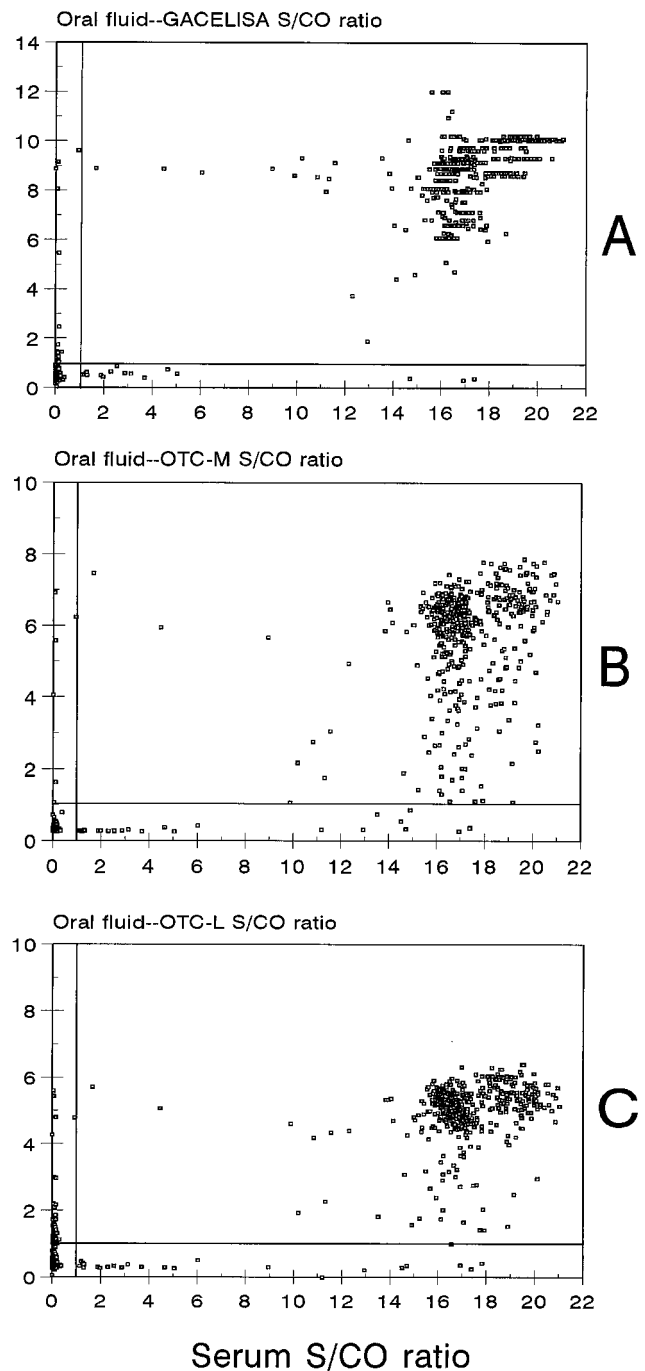 Oral fluid--GACELISA S/CO ratio
14
12
10
8
6
4
2
0
0 2 4 6 8 10 12 14 16 18 20 22
A
Oral fluid--OTC-M S/CO ratio
10
8
6
4
2
0
0 2 4 6 8 10 12 14 16 18 20 22
B
Oral fluid--OTC-L S/CO ratio
10
8
6
4
2
0
0 2 4 6 8 10 12 14 16 18 20 22
C
Serum S/CO ratio